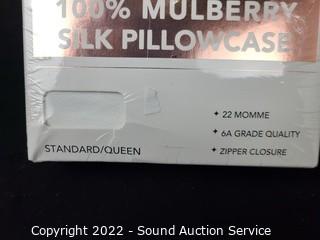 100% MULBERRY
SILK PILLOWCASE
✦ 22 MOMME
✦ 6A GRADE QUALITY
STANDARD/QUEEN
✦ ZIPPER CLOSURE
Copyright 2022 - Sound Auction Service